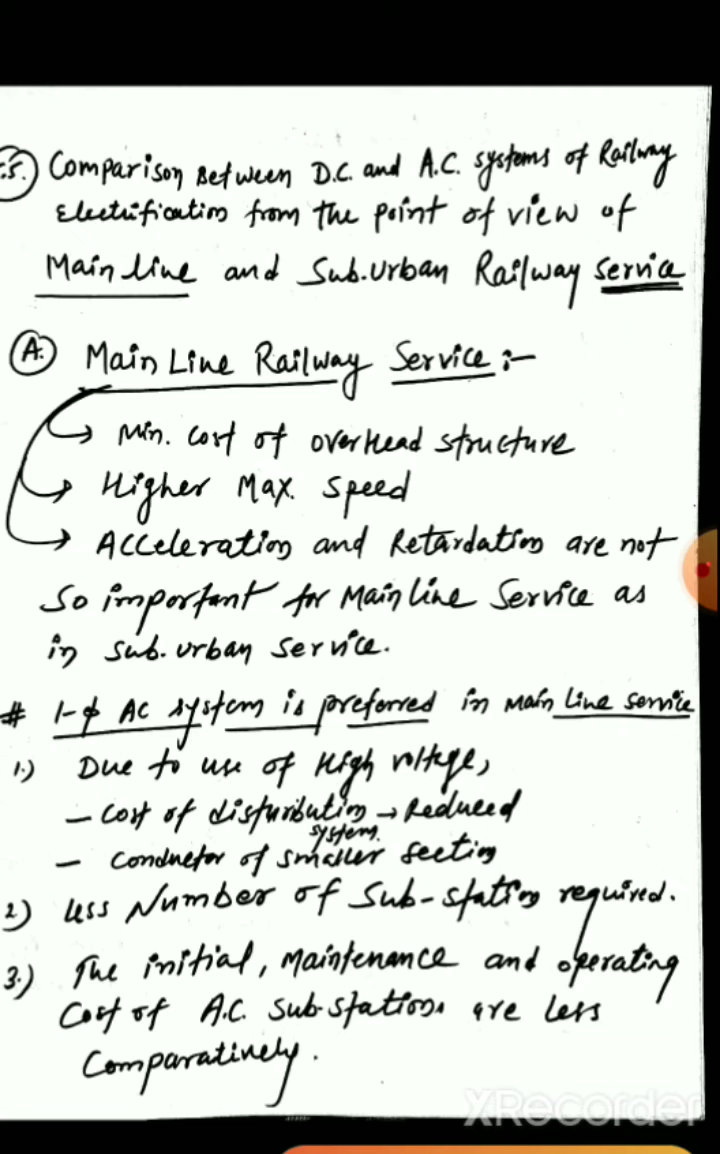 5.) Comparison Between D.C. and A.C. systems of Railway
Electrification from the point of view of
Main line and Sub.urban Railway Service
(A.) Main Line Railway Service :-
→ Min. Cost of overHead structure
→ Higher Max. Speed
→ Acceleration and Retardation are not
So important for Main line Service as
in sub.urban service.
# 1-ϕ AC system is preferred in Main Line service
1.) Due to use of High voltage,
- Cost of distribution system → Reduced
- Conductor of smaller section
2) Less Number of Sub-station required.
3.) The initial, Maintenance and operating
Cost of A.C. Sub-stations are Less
Comparatively.
XRecorder